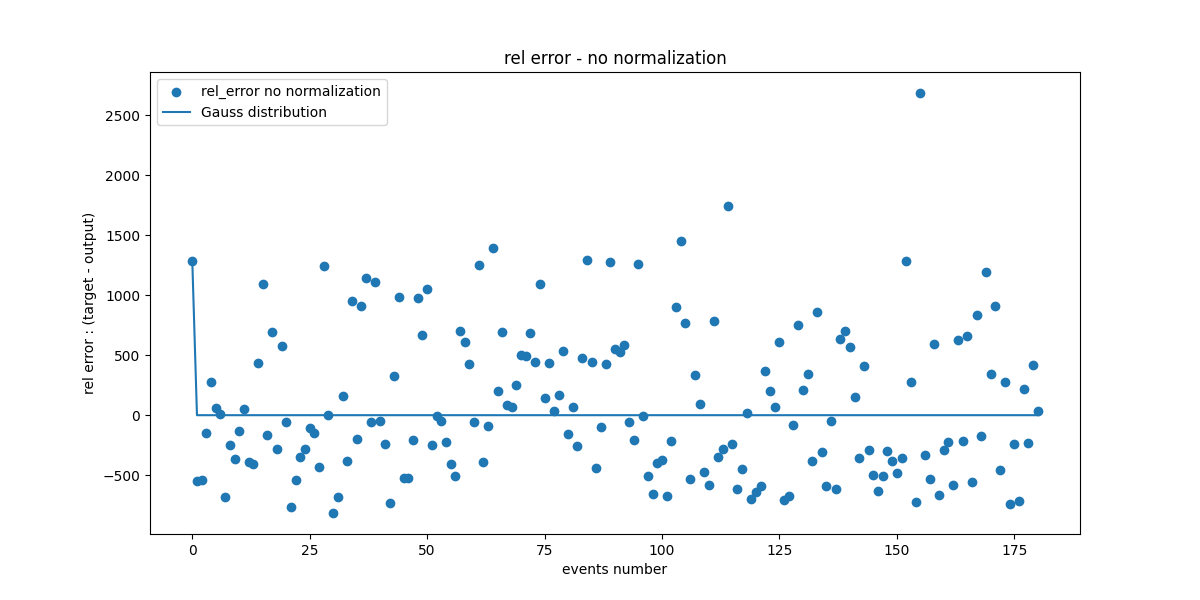 rel error - no normalization
rel_error no normalization
Gauss distribution
2500
2000
1500
1000
500
0
−500
rel error : (target - output)
0 25 50 75 100 125 150 175
events number